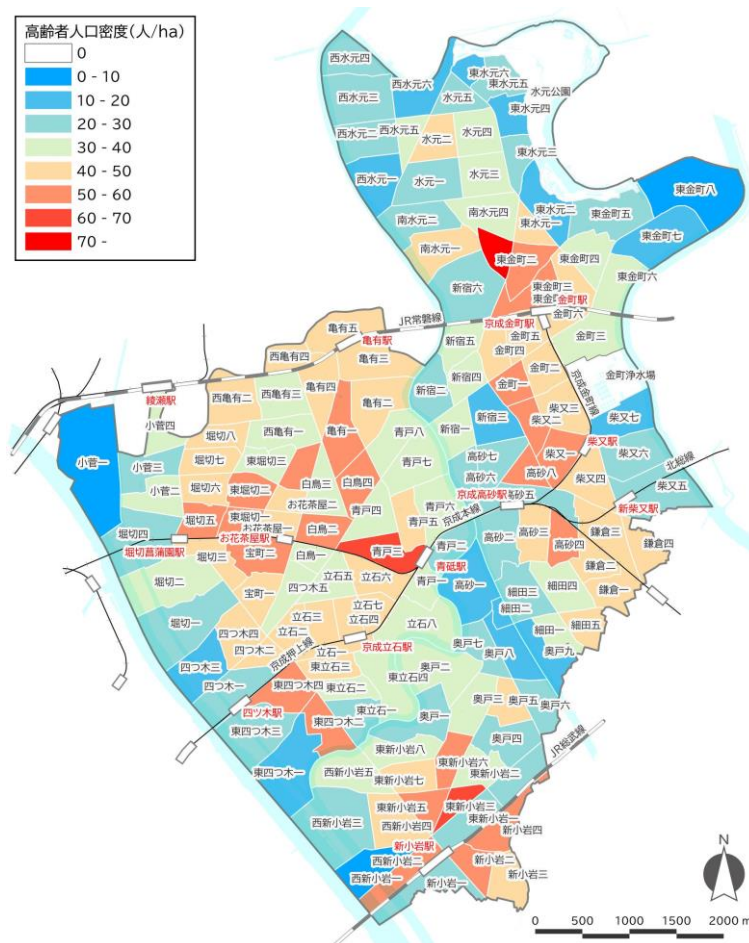 高齢者人口密度(人/ha)
0
0 - 10
10 - 20
20 - 30
30 - 40
40 - 50
50 - 60
60 - 70
70 -
西水元四
西水元六
東水元六
東水元五
水元公園
水元五
西水元三
東水元四
西水元二
西水元五
水元二
水元四
東水元三
西水元一
水元一
水元三
東金町八
南水元二
南水元四
東水元二
東水元一
東金町五
南水元一
東金町七
東金町二
東金町四
東金町六
新宿六
東金町三
金町駅
金町六
JR常磐線
京成金町駅
亀有五
亀有駅
新宿五
金町五
金町四
金町三
西亀有四
亀有三
綾瀬駅
新宿四
金町二
京成金町線
金町浄水場
西亀有二
西亀有三
亀有四
亀有二
新宿二
金町一
柴又三
小菅四
新宿三
柴又二
柴又七
堀切八
西亀有一
亀有一
青戸八
新宿一
柴又駅
小菅一
小菅三
堀切七
東堀切三
青戸七
高砂七
柴又一
柴又六
北総線
小菅二
堀切六
東堀切二
白鳥三
白鳥四
高砂六
高砂八
柴又四
柴又五
お花茶屋二
青戸四
青戸六
京成高砂駅
高砂五
新柴又駅
堀切四
堀切五
東堀切一
お花茶屋一
白鳥二
青戸五
京成本線
お花茶屋駅
堀切菖蒲園駅
堀切三
宝町二
白鳥一
青戸三
青戸二
高砂二
高砂三
高砂四
鎌倉三
鎌倉四
青砥駅
堀切二
立石五
立石六
青戸一
高砂一
鎌倉二
宝町一
四つ木五
細田三
細田四
鎌倉一
堀切一
立石三
立石七
立石四
立石八
細田二
四つ木四
立石二
細田一
細田五
四つ木三
四つ木二
京成押上線
立石一
京成立石駅
奥戸七
奥戸八
奥戸九
四つ木一
東立石三
奥戸二
東四つ木四
東立石二
東立石四
四ツ木駅
東立石一
奥戸三
奥戸五
奥戸六
東四つ木三
東四つ木二
奥戸一
奥戸四
JR総武線
東新小岩八
東新小岩六
東四つ木一
西新小岩五
東新小岩七
東新小岩二
東新小岩五
東新小岩三
西新小岩三
西新小岩四
東新小岩一
新小岩四
新小岩駅
西新小岩二
新小岩二
西新小岩一
新小岩一
新小岩三
N
0 500 1000 1500 2000 m